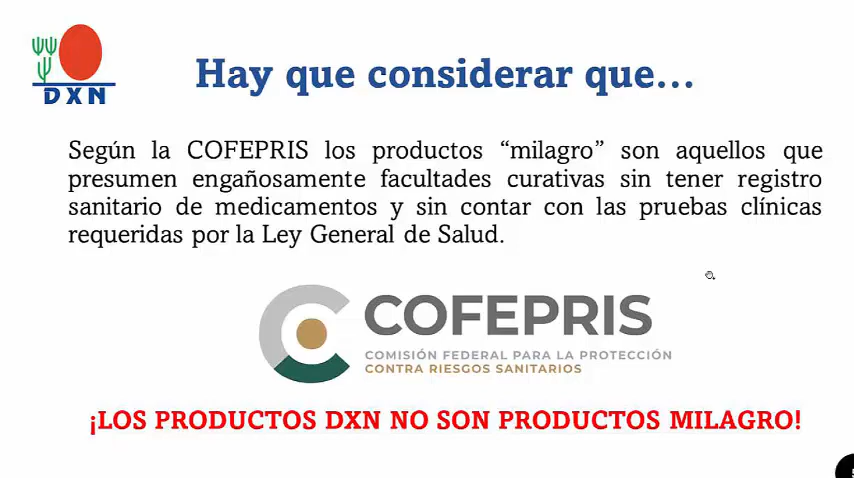 DXN
Hay que considerar que...
Según la COFEPRIS los productos “milagro” son aquellos que
presumen engañosamente facultades curativas sin tener registro
sanitario de medicamentos y sin contar con las pruebas clínicas
requeridas por la Ley General de Salud.
COFEPRIS
COMISIÓN FEDERAL PARA LA PROTECCIÓN
CONTRA RIESGOS SANITARIOS
¡LOS PRODUCTOS DXN NO SON PRODUCTOS MILAGRO!